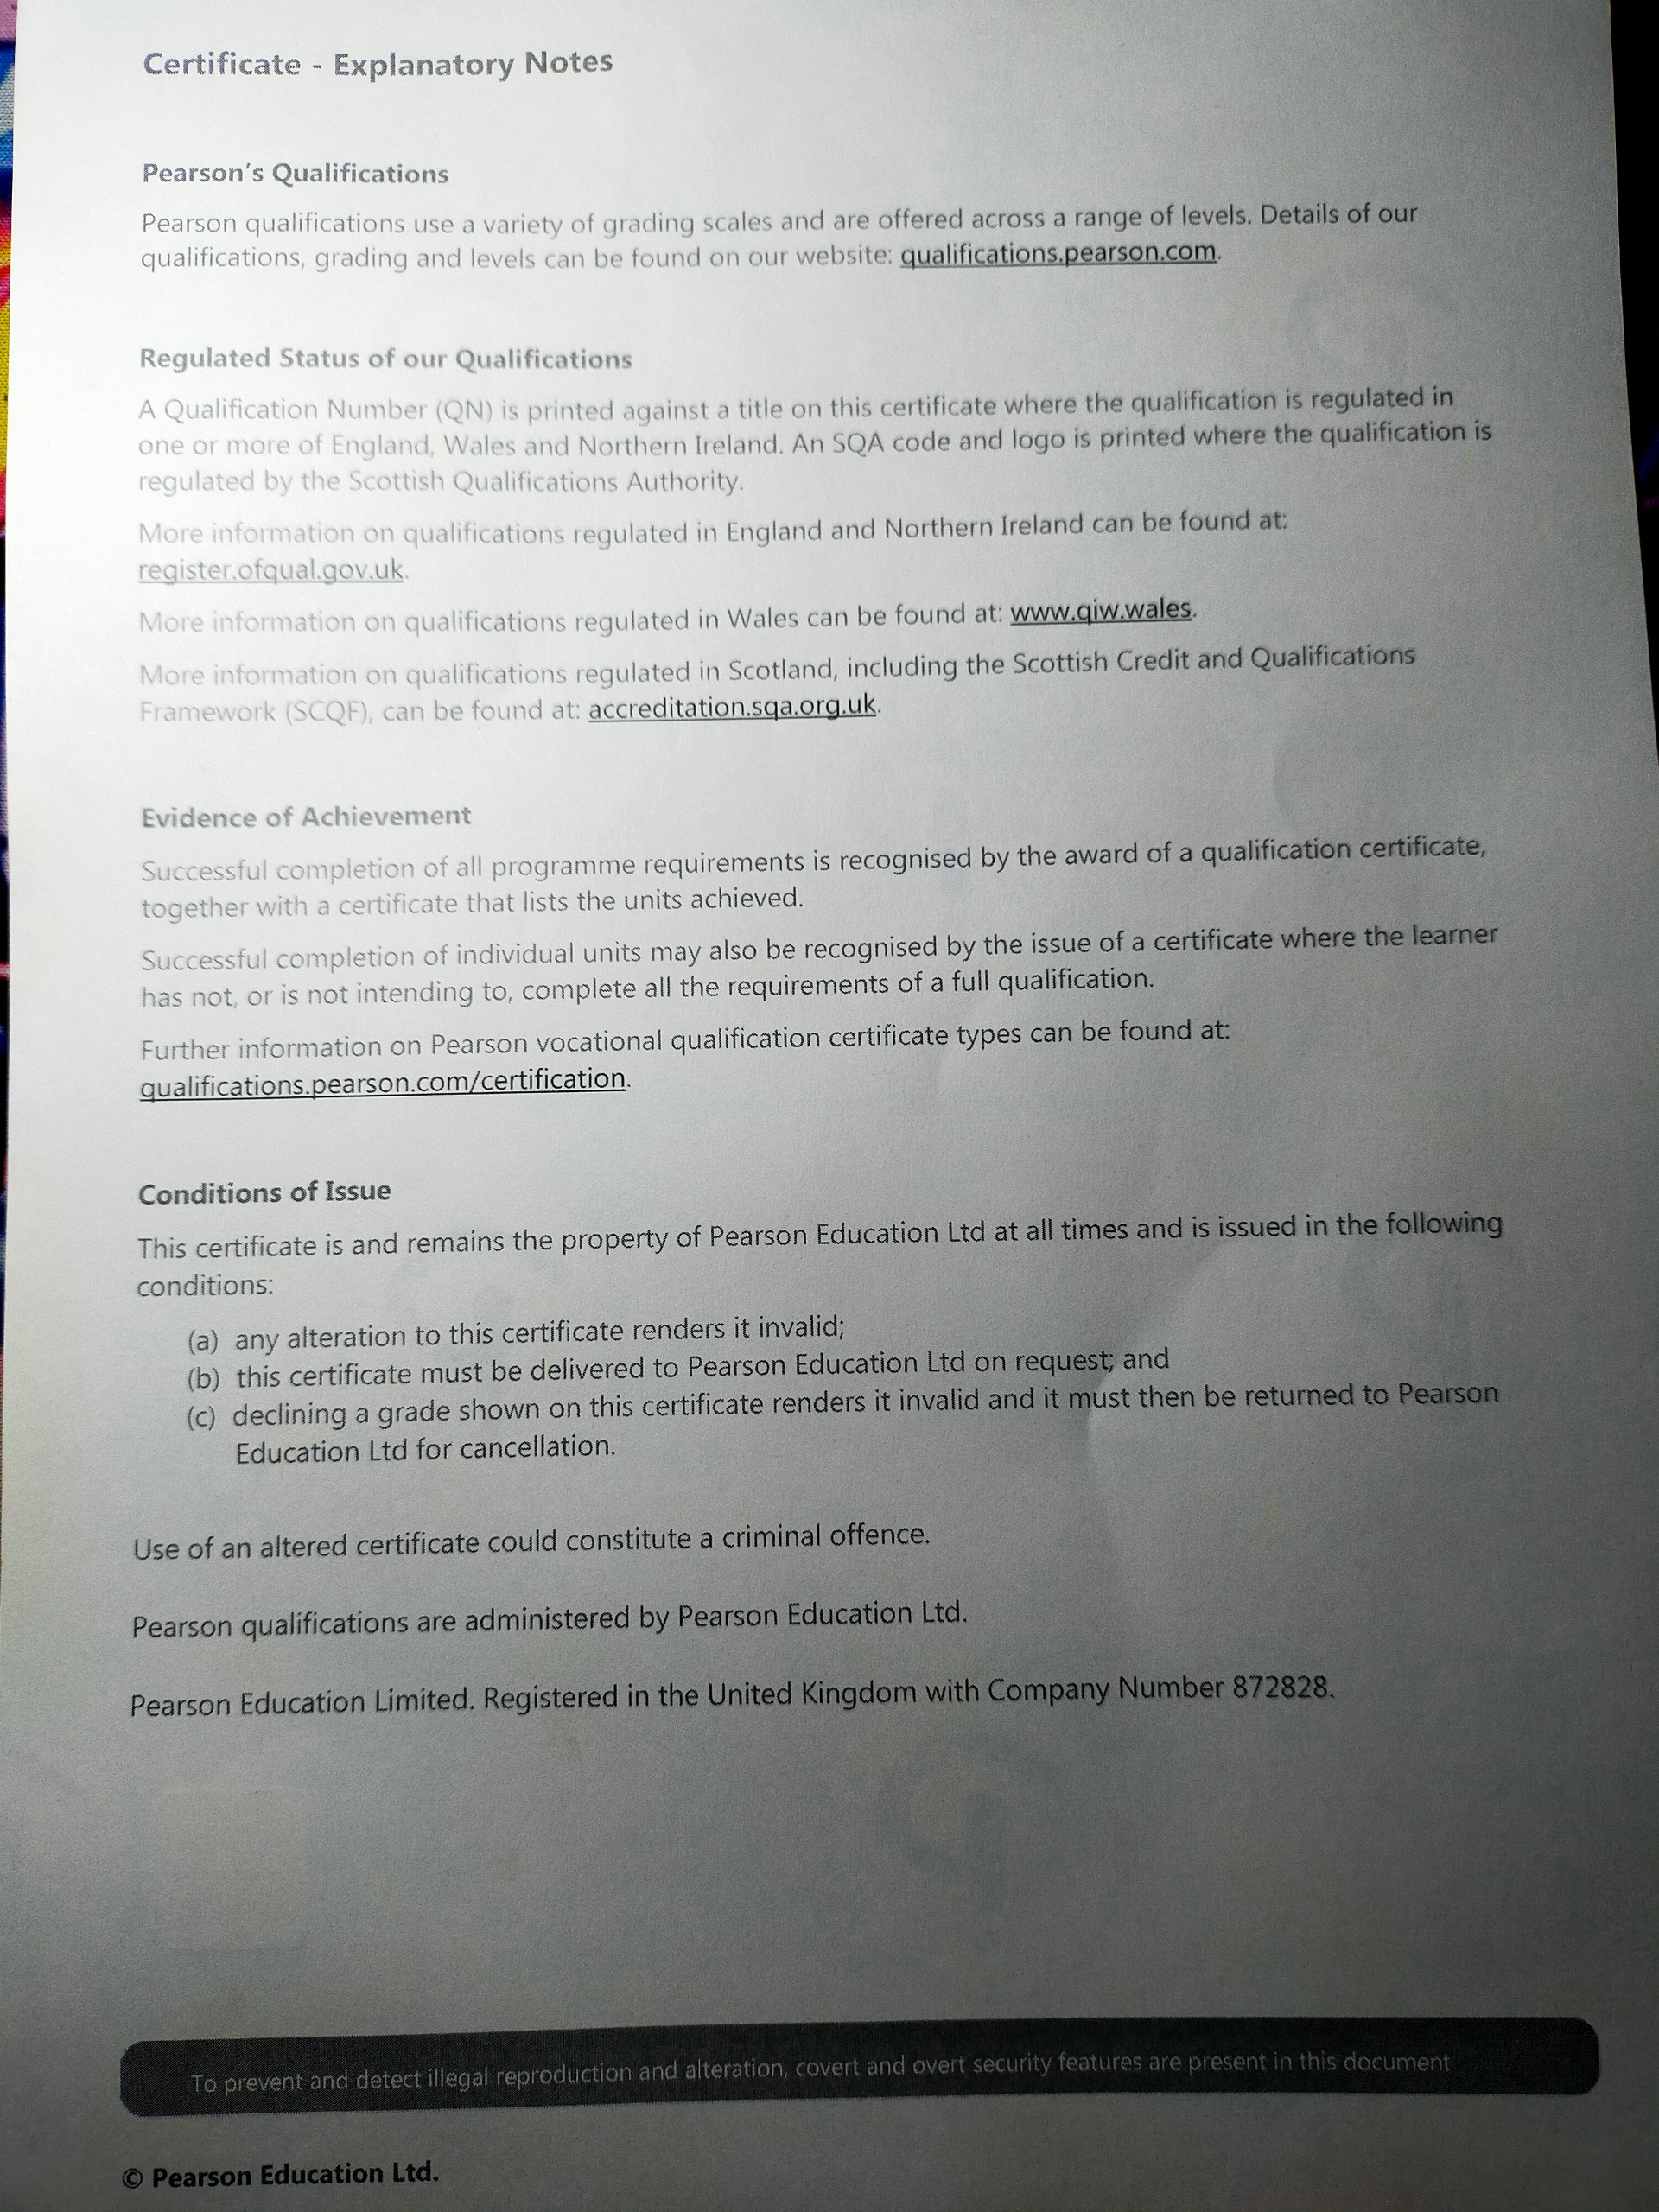 Certificate - Explanatory Notes
Pearson's Qualifications
Pearson qualifications use a variety of grading scales and are offered across a range of levels. Details of our
qualifications, grading and levels can be found on our website: qualifications.pearson.com.
Regulated Status of our Qualifications
A Qualification Number (QN) is printed against a title on this certificate where the qualification is regulated in
one or more of England, Wales and Northern Ireland. An SQA code and logo is printed where the qualification is
regulated by the Scottish Qualifications Authority.
More information on qualifications regulated in England and Northern Ireland can be found at:
register.ofqual.gov.uk.
More information on qualifications regulated in Wales can be found at: www.qiw.wales.
More information on qualifications regulated in Scotland, including the Scottish Credit and Qualifications
Framework (SCQF), can be found at: accreditation.sqa.org.uk.
Evidence of Achievement
Successful completion of all programme requirements is recognised by the award of a qualification certificate,
together with a certificate that lists the units achieved.
Successful completion of individual units may also be recognised by the issue of a certificate where the learner
has not, or is not intending to, complete all the requirements of a full qualification.
Further information on Pearson vocational qualification certificate types can be found at:
qualifications.pearson.com/certification.
Conditions of Issue
This certificate is and remains the property of Pearson Education Ltd at all times and is issued in the following
conditions:
(a) any alteration to this certificate renders it invalid;
(b) this certificate must be delivered to Pearson Education Ltd on request; and
(c) declining a grade shown on this certificate renders it invalid and it must then be returned to Pearson
Education Ltd for cancellation.
Use of an altered certificate could constitute a criminal offence.
Pearson qualifications are administered by Pearson Education Ltd.
Pearson Education Limited. Registered in the United Kingdom with Company Number 872828.
To prevent and detect illegal reproduction and alteration, covert and overt security features are present in this document
© Pearson Education Ltd.